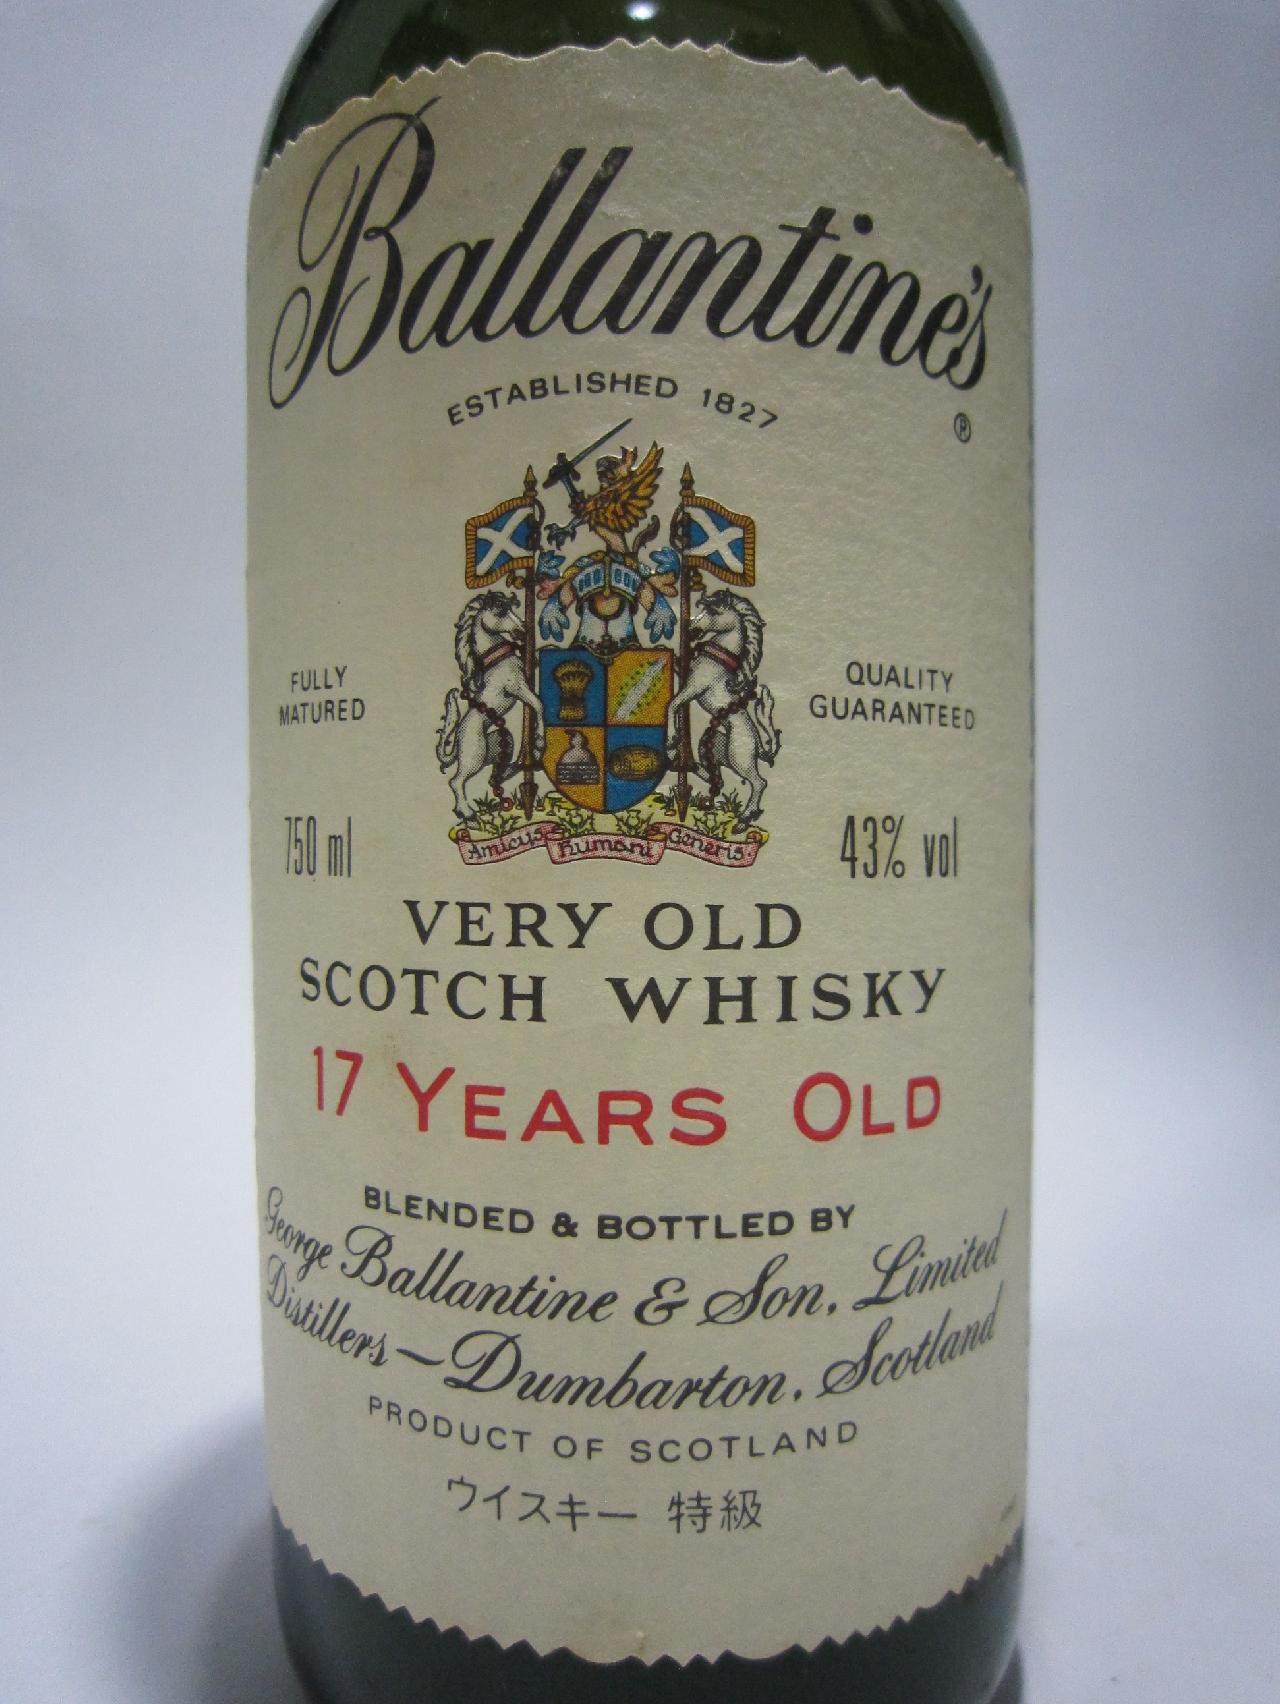 Ballantine's
ESTABLISHED 1827
®
FULLY
MATURED
QUALITY
GUARANTEED
750 ml
43% vol
Amicus Humani Generis
VERY OLD
SCOTCH WHISKY
17 YEARS OLD
BLENDED & BOTTLED BY
George Ballantine & Son, Limited
Distillers—Dumbarton, Scotland
PRODUCT OF SCOTLAND
ウイスキー 特級